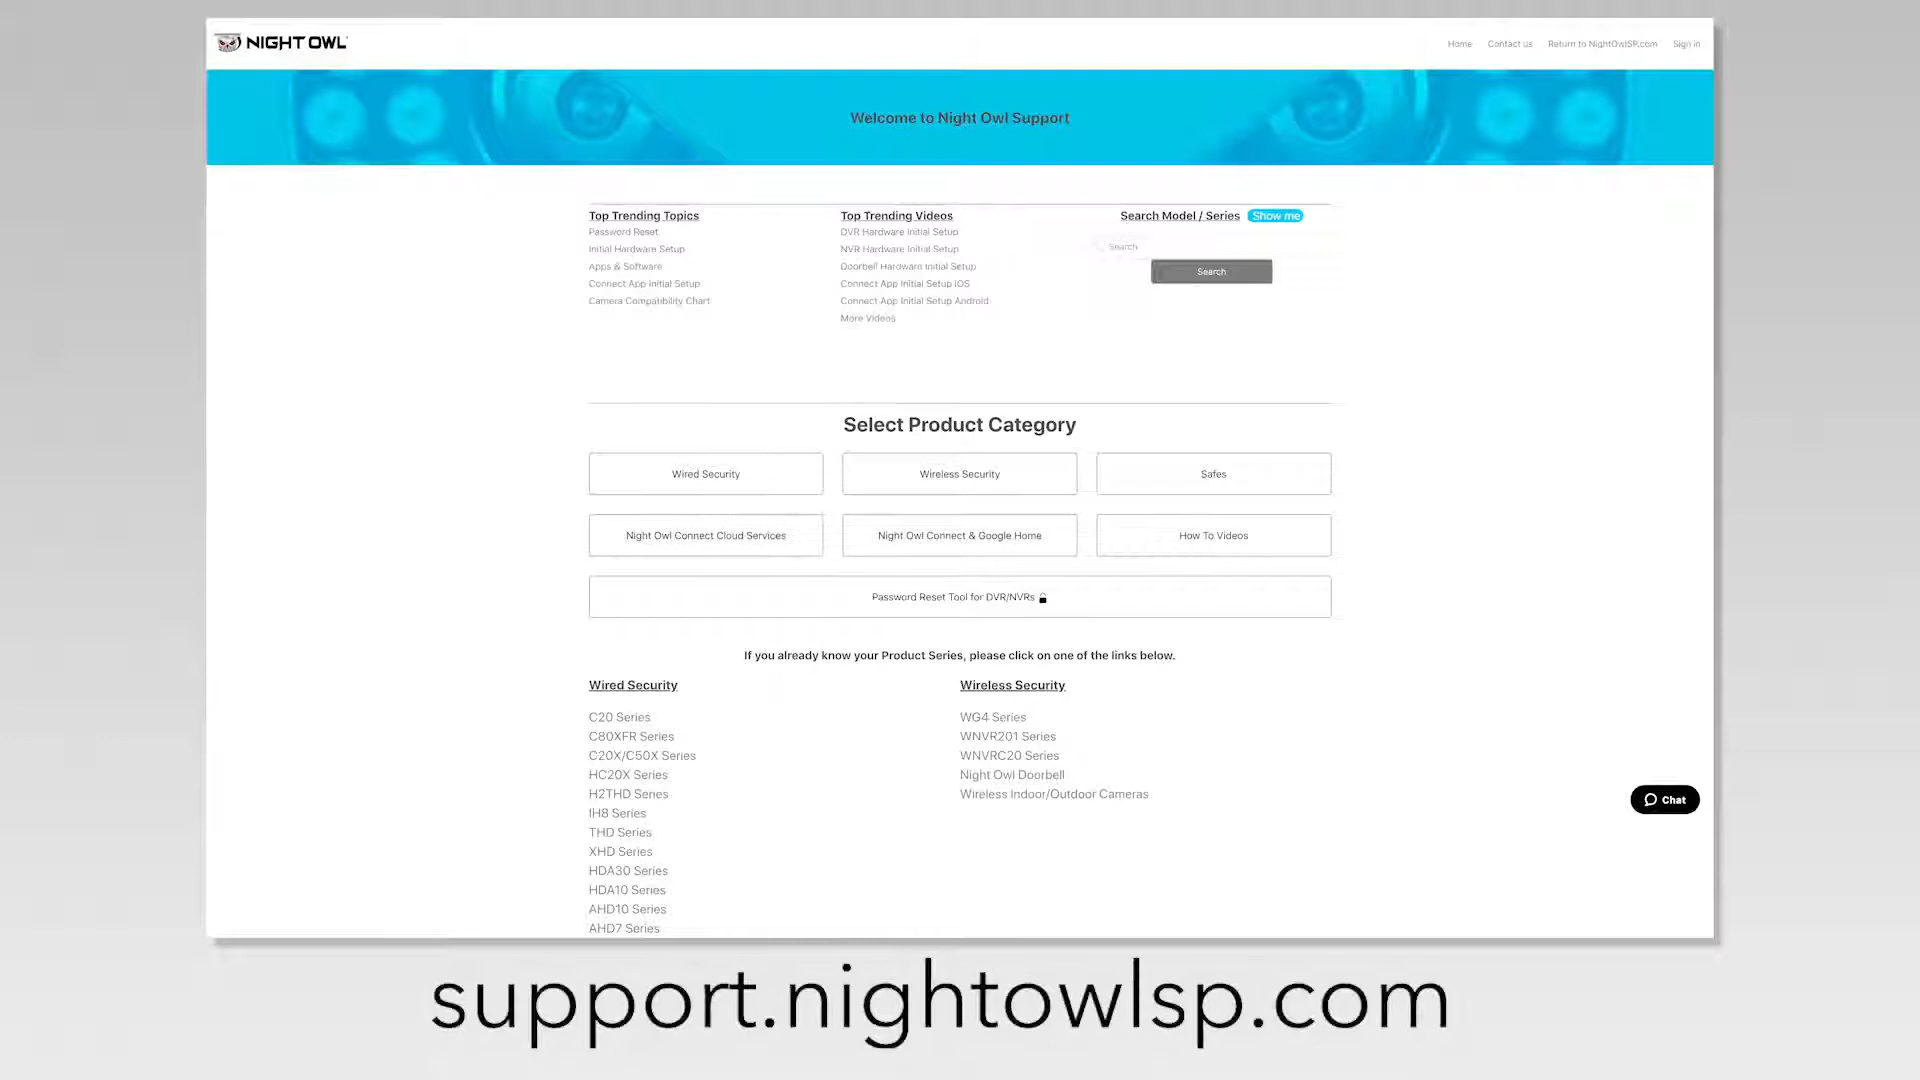 NIGHT OWL
Home Contact us Return to NightOwlSP.com Sign in
Welcome to Night Owl Support
Top Trending Topics
Password Reset
Initial Hardware Setup
Apps & Software
Connect App Initial Setup
Camera Compatibility Chart
Top Trending Videos
DVR Hardware Initial Setup
NVR Hardware Initial Setup
Doorbell Hardware Initial Setup
Connect App Initial Setup iOS
Connect App Initial Setup Android
More Videos
Search Model / Series Show me
Search
Search
Select Product Category
Wired Security
Wireless Security
Safes
Night Owl Connect Cloud Services
Night Owl Connect & Google Home
How To Videos
Password Reset Tool for DVR/NVRs
If you already know your Product Series, please click on one of the links below.
Wired Security
C20 Series
C80XFR Series
C20X/C50X Series
HC20X Series
H2THD Series
IH8 Series
THD Series
XHD Series
HDA30 Series
HDA10 Series
AHD10 Series
AHD7 Series
Wireless Security
WG4 Series
WNVR201 Series
WNVRC20 Series
Night Owl Doorbell
Wireless Indoor/Outdoor Cameras
Chat
support.nightowlsp.com